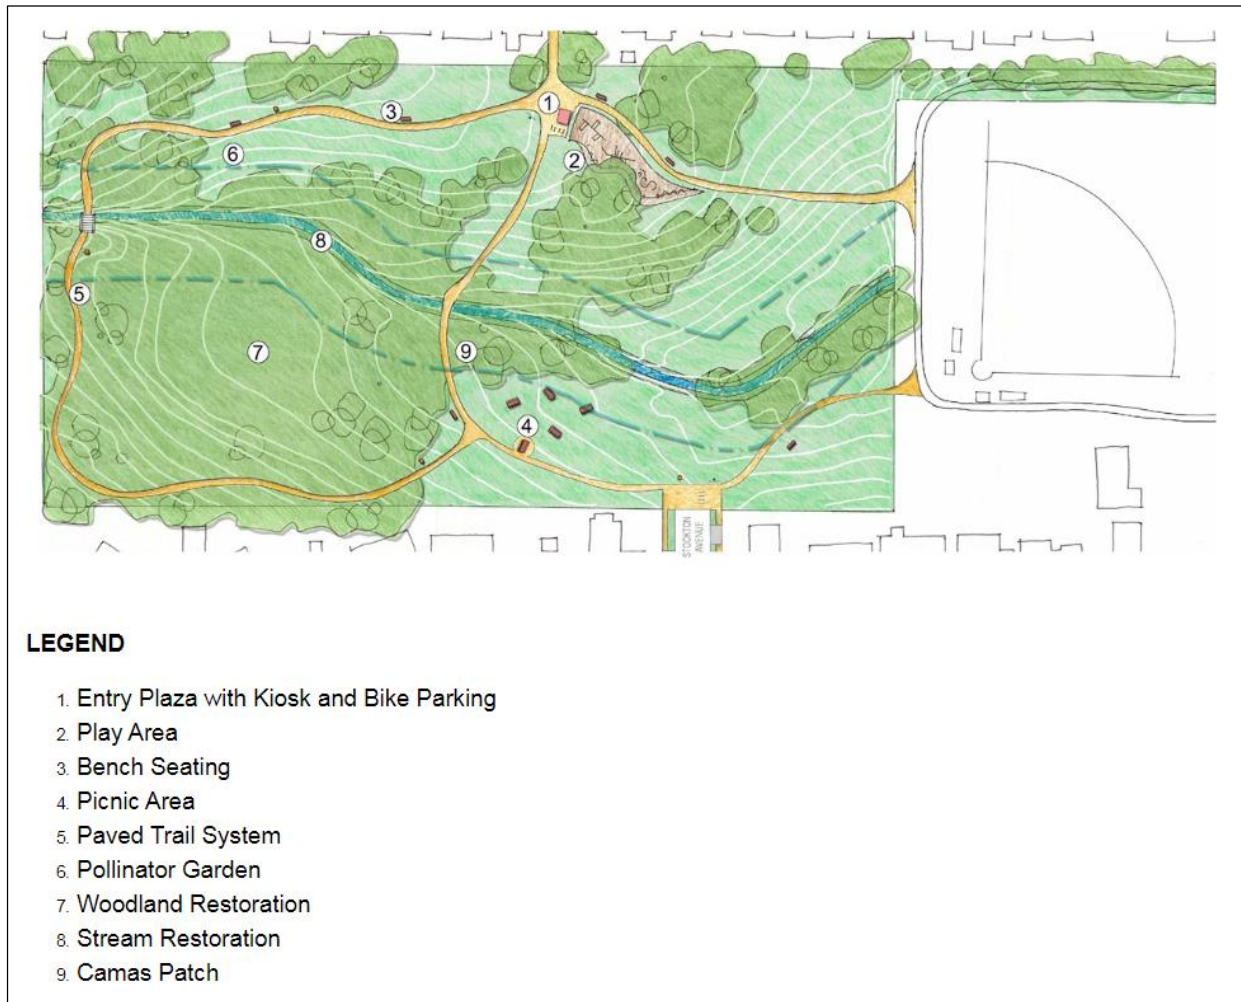 1
3
2
6
8
5
7
9
4
STOCKTON
AVENUE
LEGEND
1. Entry Plaza with Kiosk and Bike Parking
2. Play Area
3. Bench Seating
4. Picnic Area
5. Paved Trail System
6. Pollinator Garden
7. Woodland Restoration
8. Stream Restoration
9. Camas Patch